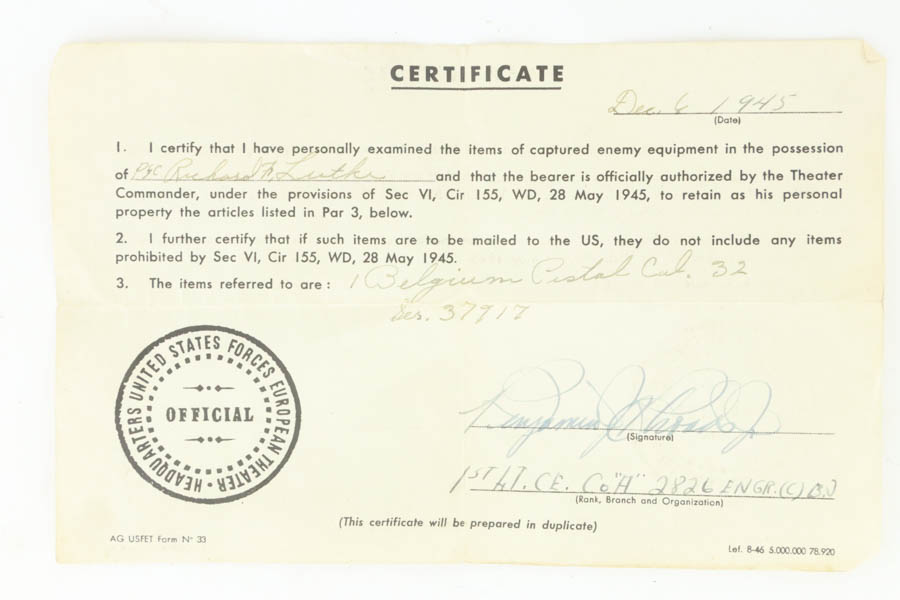 CERTIFICATE
Dec. 6 1945
(Date)
1. I certify that I have personally examined the items of captured enemy equipment in the possession
of Pfc Richard F. Luthe and that the bearer is officially authorized by the Theater
Commander, under the provisions of Sec VI, Cir 155, WD, 28 May 1945, to retain as his personal
property the articles listed in Par 3, below.
2. I further certify that if such items are to be mailed to the US, they do not include any items
prohibited by Sec VI, Cir 155, WD, 28 May 1945.
3. The items referred to are : 1 Belgium Pistol Cal. 32
Ser. 37917
HEADQUARTERS UNITED STATES FORCES EUROPEAN THEATER
OFFICIAL
Benjamin J Rhoads Jr
(Signature)
1ST LT. CE. Co "A" 2826 ENGR. (C) BN
(Rank, Branch and Organization)
(This certificate will be prepared in duplicate)
AG USFET Form N° 33
Lef. 8-46 5.000.000 78.920